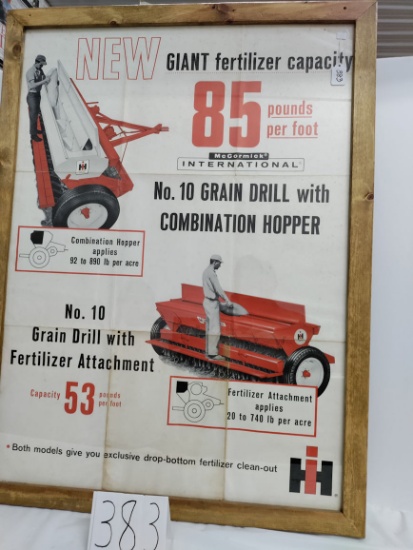 NEW GIANT fertilizer capacity
85 pounds per foot
McCormick®
INTERNATIONAL®
No. 10 GRAIN DRILL with
COMBINATION HOPPER
Combination Hopper
applies
92 to 890 lb per acre
No. 10
Grain Drill with
Fertilizer Attachment
Capacity 53 pounds per foot
Fertilizer Attachment
applies
20 to 740 lb per acre
• Both models give you exclusive drop-bottom fertilizer clean-out
IH
383